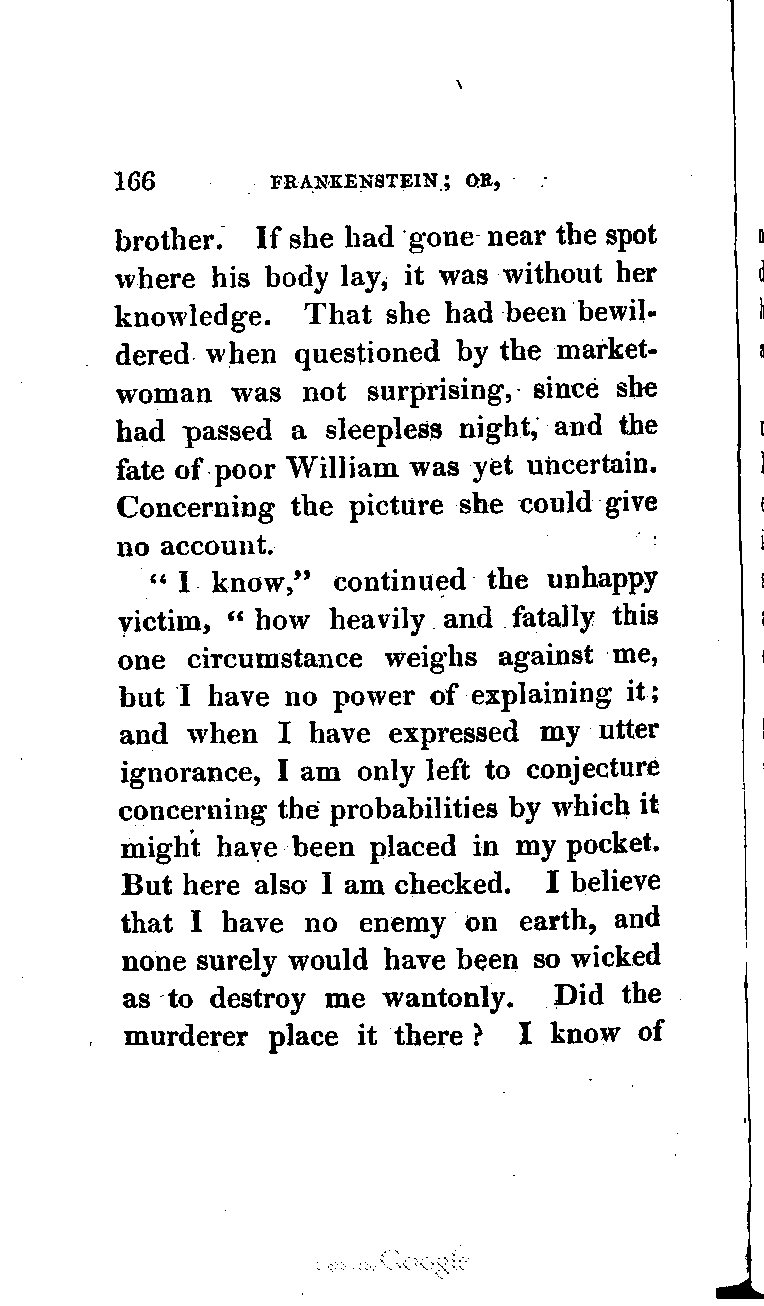 166 FRANKENSTEIN; OR,
brother. If she had gone near the spot
where his body lay, it was without her
knowledge. That she had been bewil-
dered when questioned by the market-
woman was not surprising, since she
had passed a sleepless night, and the
fate of poor William was yet uncertain.
Concerning the picture she could give
no account.
“ I know,” continued the unhappy
victim, “ how heavily and fatally this
one circumstance weighs against me,
but I have no power of explaining it;
and when I have expressed my utter
ignorance, I am only left to conjecture
concerning the probabilities by which it
might have been placed in my pocket.
But here also I am checked. I believe
that I have no enemy on earth, and
none surely would have been so wicked
as to destroy me wantonly. Did the
murderer place it there ? I know of
Google